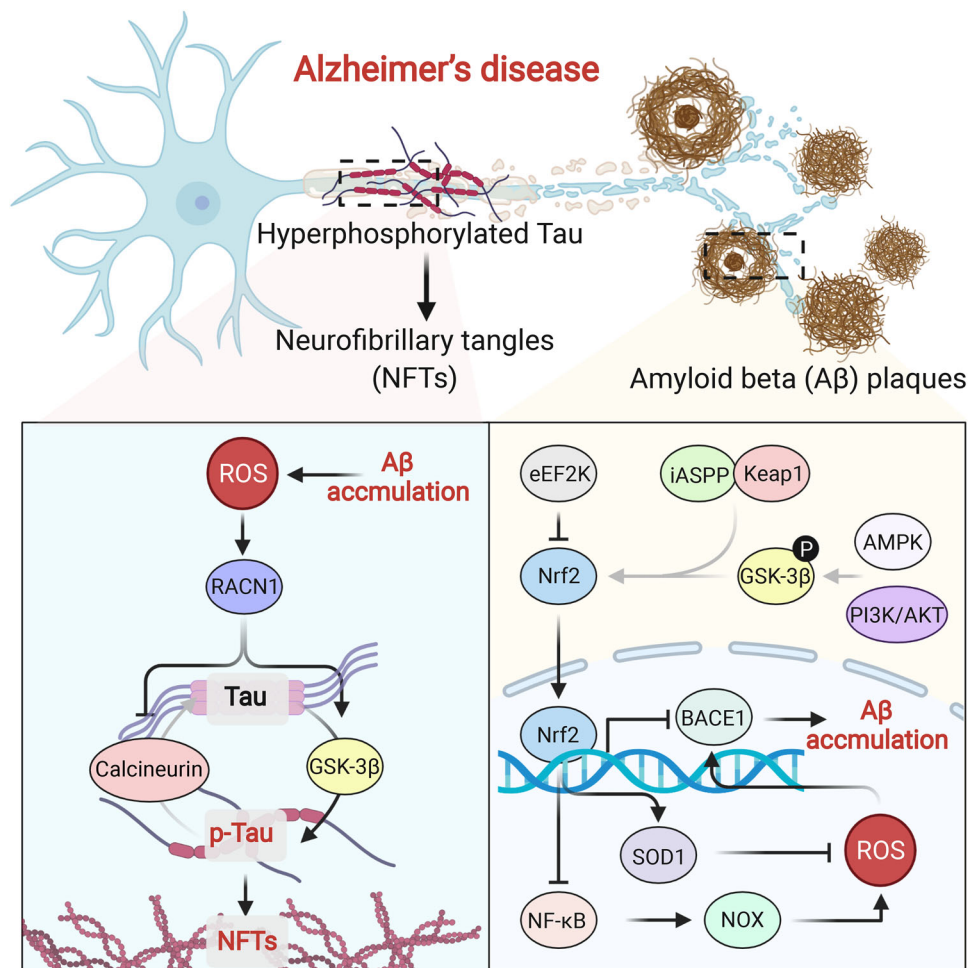 Alzheimer's disease
Hyperphosphorylated Tau
Neurofibrillary tangles
(NFTs)
Amyloid beta (Aβ) plaques
ROS
Aβ
accmulation
RACN1
Tau
Calcineurin
GSK-3β
p-Tau
NFTs
eEF2K
iASPP
Keap1
Nrf2
P
GSK-3β
AMPK
PI3K/AKT
Nrf2
BACE1
Aβ
accmulation
SOD1
ROS
NF-κB
NOX